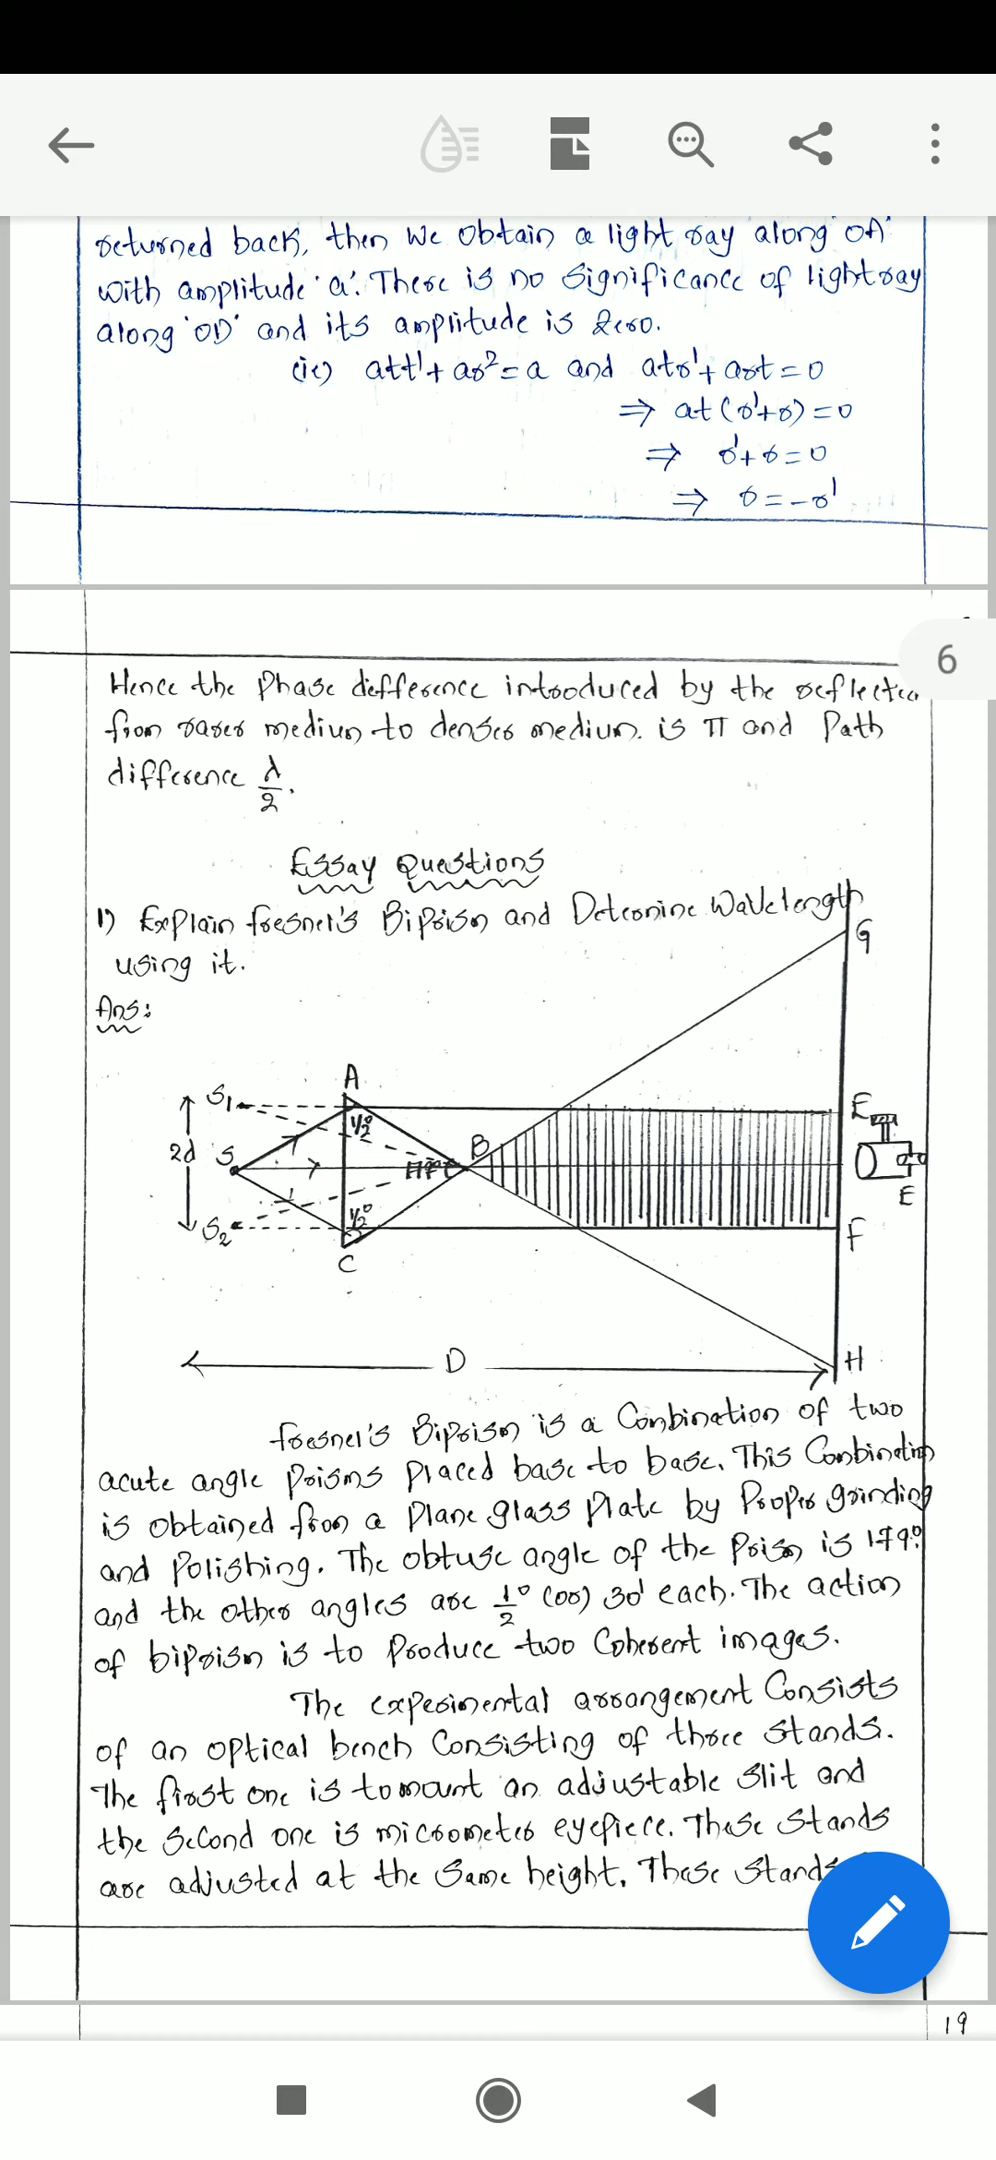 returned back, then we obtain a light ray along 'OA'
with amplitude 'a'. There is no significance of light ray
along 'OD' and its amplitude is zero.
(ie) att'+ ar²=a and atr'+ art=0
⇒ at(r'+r)=0
⇒ r'+r=0
⇒ r=-r'
6
Hence the Phase defference introduced by the reflected
from rarer medium to denser medium. is π and Path
difference λ/2.
Essay Questions
1) Explain fresnel's Biprism and Determine Wavelength
using it.
Ans:
G
A
S₁
E
1/2°
2d
S
B
E
S₂
1/2°
F
C
D
H
fresnel's Biprism is a Combination of two
acute angle prisms placed base to base. This Combination
is obtained from a plane glass plate by Proper grinding
and polishing. The obtuse angle of the prism is 179°
and the other angles are 1/2° (or) 30' each. The action
of biprism is to produce two Coherent images.
The experimental arrangement Consists
of an optical bench Consisting of three stands.
The first one is to mount an adjustable slit and
the second one is micrometer eyepiece. These stands
are adjusted at the same height. These stands
19